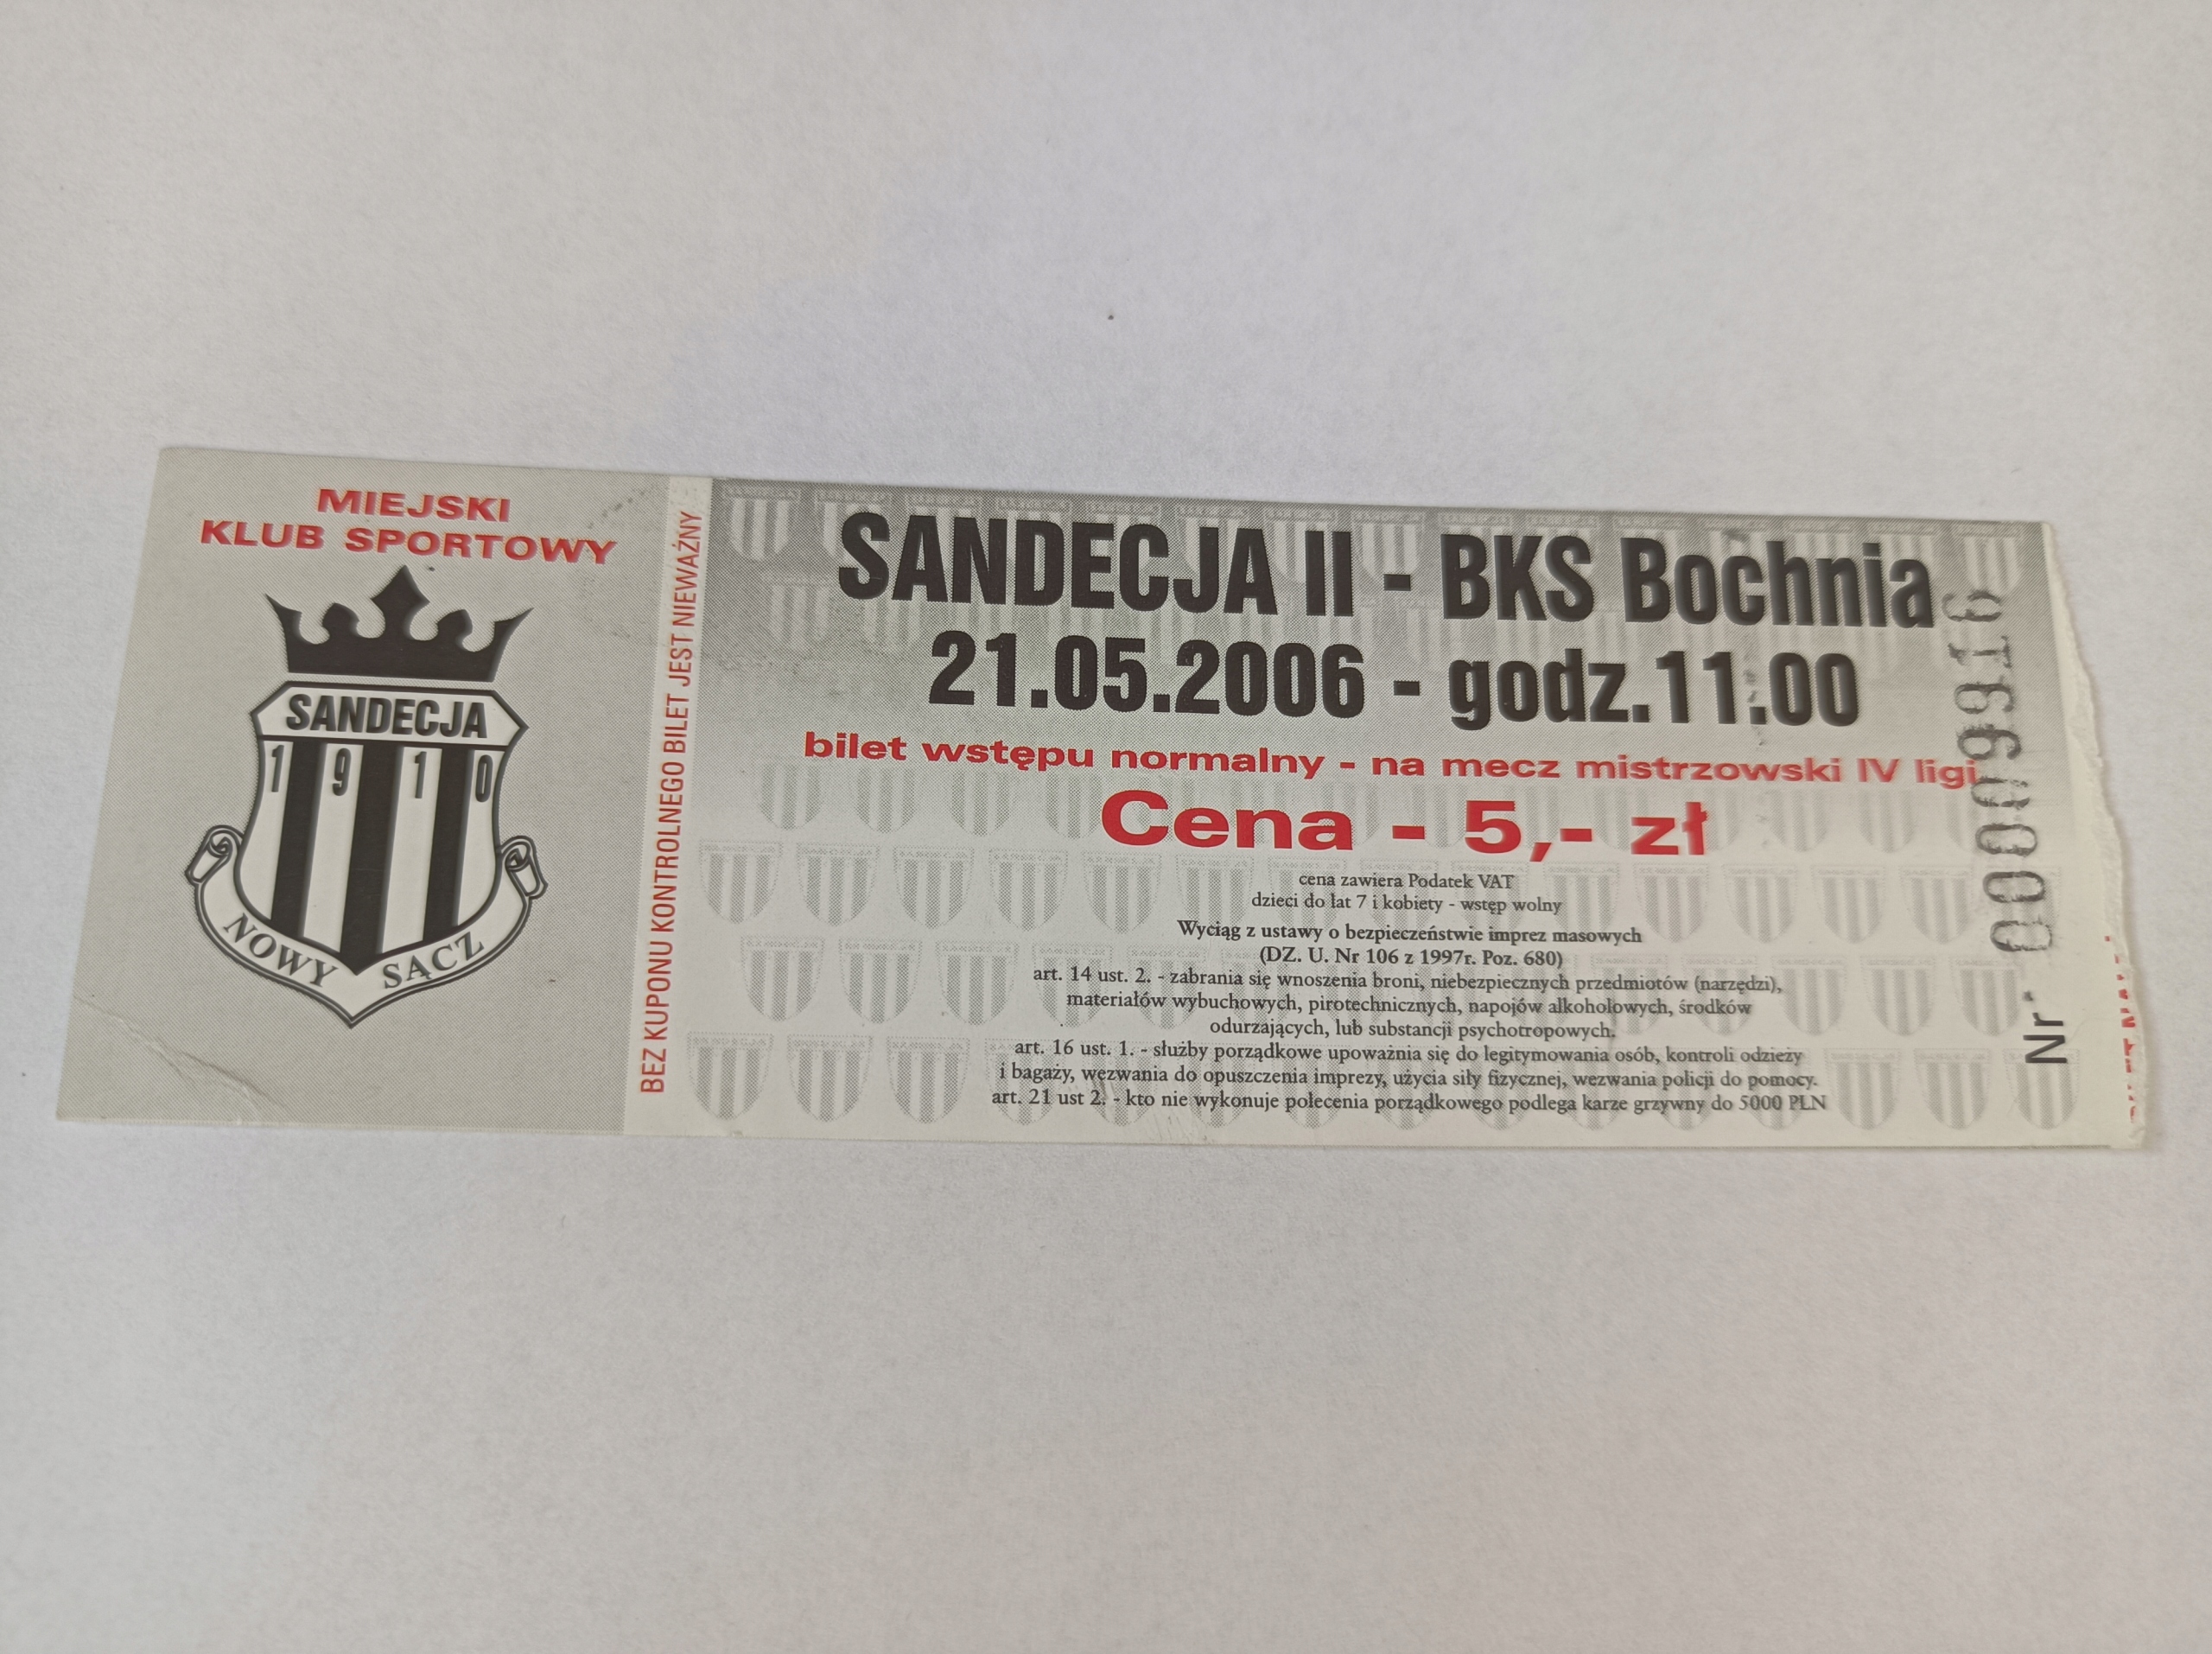 MIEJSKI
KLUB SPORTOWY
SANDECJA
1910
NOWY SĄCZ
BEZ KUPONU KONTROLNEGO BILET JEST NIEWAŻNY
SANDECJA II - BKS Bochnia
21.05.2006 - godz.11.00
bilet wstępu normalny - na mecz mistrzowski IV ligi
Cena - 5,- zł
cena zawiera Podatek VAT
dzieci do lat 7 i kobiety - wstęp wolny
Wyciąg z ustawy o bezpieczeństwie imprez masowych
(DZ. U. Nr 106 z 1997r. Poz. 680)
art. 14 ust. 2. - zabrania się wnoszenia broni, niebezpiecznych przedmiotów (narzędzi),
materiałów wybuchowych, pirotechnicznych, napojów alkoholowych, środków
odurzających, lub substancji psychotropowych.
art. 16 ust. 1. - służby porządkowe upoważnia się do legitymowania osób, kontroli odzieży
i bagaży, wezwania do opuszczenia imprezy, użycia siły fizycznej, wezwania policji do pomocy.
art. 21 ust 2. - kto nie wykonuje polecenia porządkowego podlega karze grzywny do 5000 PLN
Nr